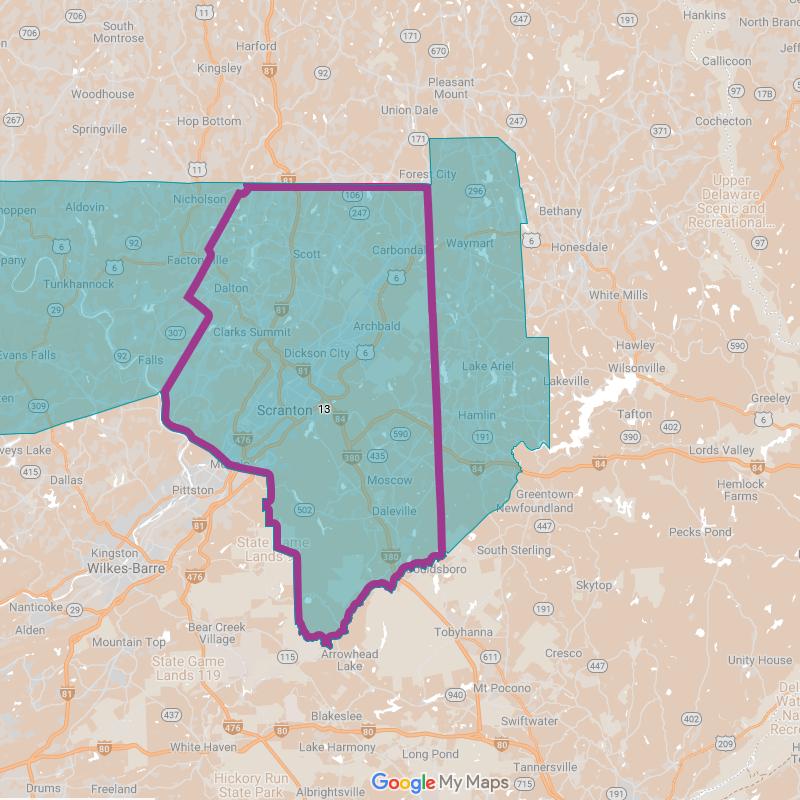 706
706
South
Montrose
11
Harford
171
247
191
Hankins
North Branc
Kingsley
81
92
670
Callicoon
Jeff
Woodhouse
Pleasant
Mount
97
17B
267
Springville
Hop Bottom
Union Dale
247
371
Cochecton
171
11
81
Forest City
Upper
Delaware
Scenic and
Recreational...
Nicholson
106
296
hoppen
Aldovin
247
Bethany
97
6
92
Waymart
6
Honesdale
pany
Factoryville
Scott
Carbondale
6
Tunkhannock
Dalton
6
White Mills
29
81
Archbald
307
Clarks Summit
590
Evans Falls
92
Falls
Dickson City
6
Hawley
Lake Ariel
81
Lakeville
Wilsonville
309
Scranton
13
84
Hamlin
Tafton
Greeley
6
402
ten
476
590
191
390
veys Lake
435
380
84
84
Lords Valley
84
415
Dallas
Moscow
Hemlock
Farms
Pittston
502
Daleville
Greentown
Newfoundland
81
State Game
Lands
447
Pecks Pond
Kingston
Wilkes-Barre
380
South Sterling
476
Gouldsboro
Skytop
Nanticoke
29
191
Alden
Bear Creek
Village
Tobyhanna
Mountain Top
115
Arrowhead
Lake
611
Cresco
Unity House
State Game
Lands 119
447
81
940
Mt Pocono
437
Blakeslee
Swiftwater
402
476
80
80
80
209
White Haven
Lake Harmony
Long Pond
Tannersville
Drums
Freeland
Hickory Run
State Park
Albrightsville
Google My Maps
715